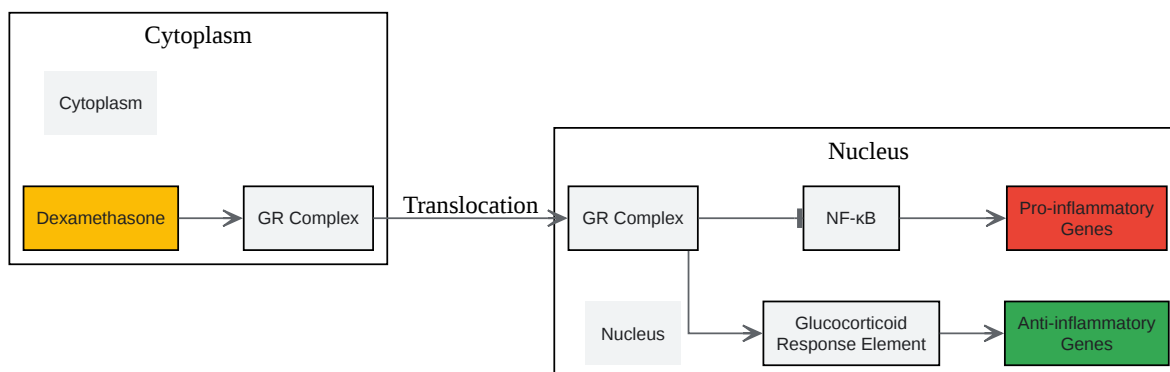 Cytoplasm
Cytoplasm
Nucleus
Dexamethasone
GR Complex
Translocation
GR Complex
NF-κB
Pro-inflammatory
Genes
Nucleus
Glucocorticoid
Response Element
Anti-inflammatory
Genes